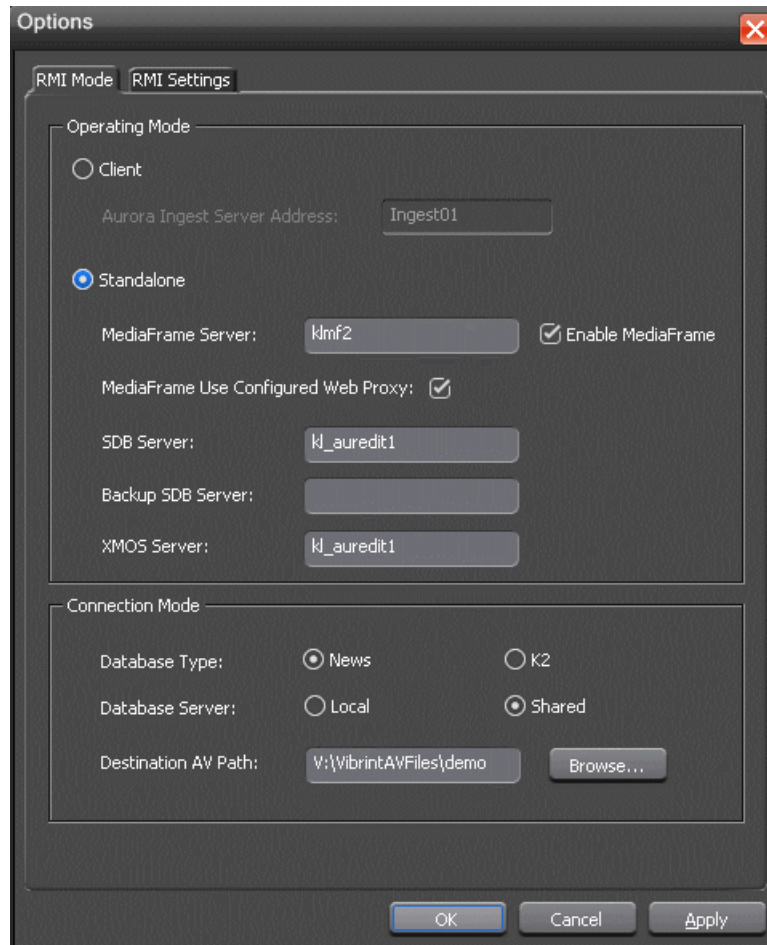 Options
RMI Mode RMI Settings
Operating Mode
Client
Aurora Ingest Server Address: Ingest01
Standalone
MediaFrame Server: klmf2 Enable MediaFrame
MediaFrame Use Configured Web Proxy:
SDB Server: kl_auredit1
Backup SDB Server:
XMOS Server: kl_auredit1
Connection Mode
Database Type: News K2
Database Server: Local Shared
Destination AV Path: V:\VibrintAVFiles\demo Browse...
OK Cancel Apply